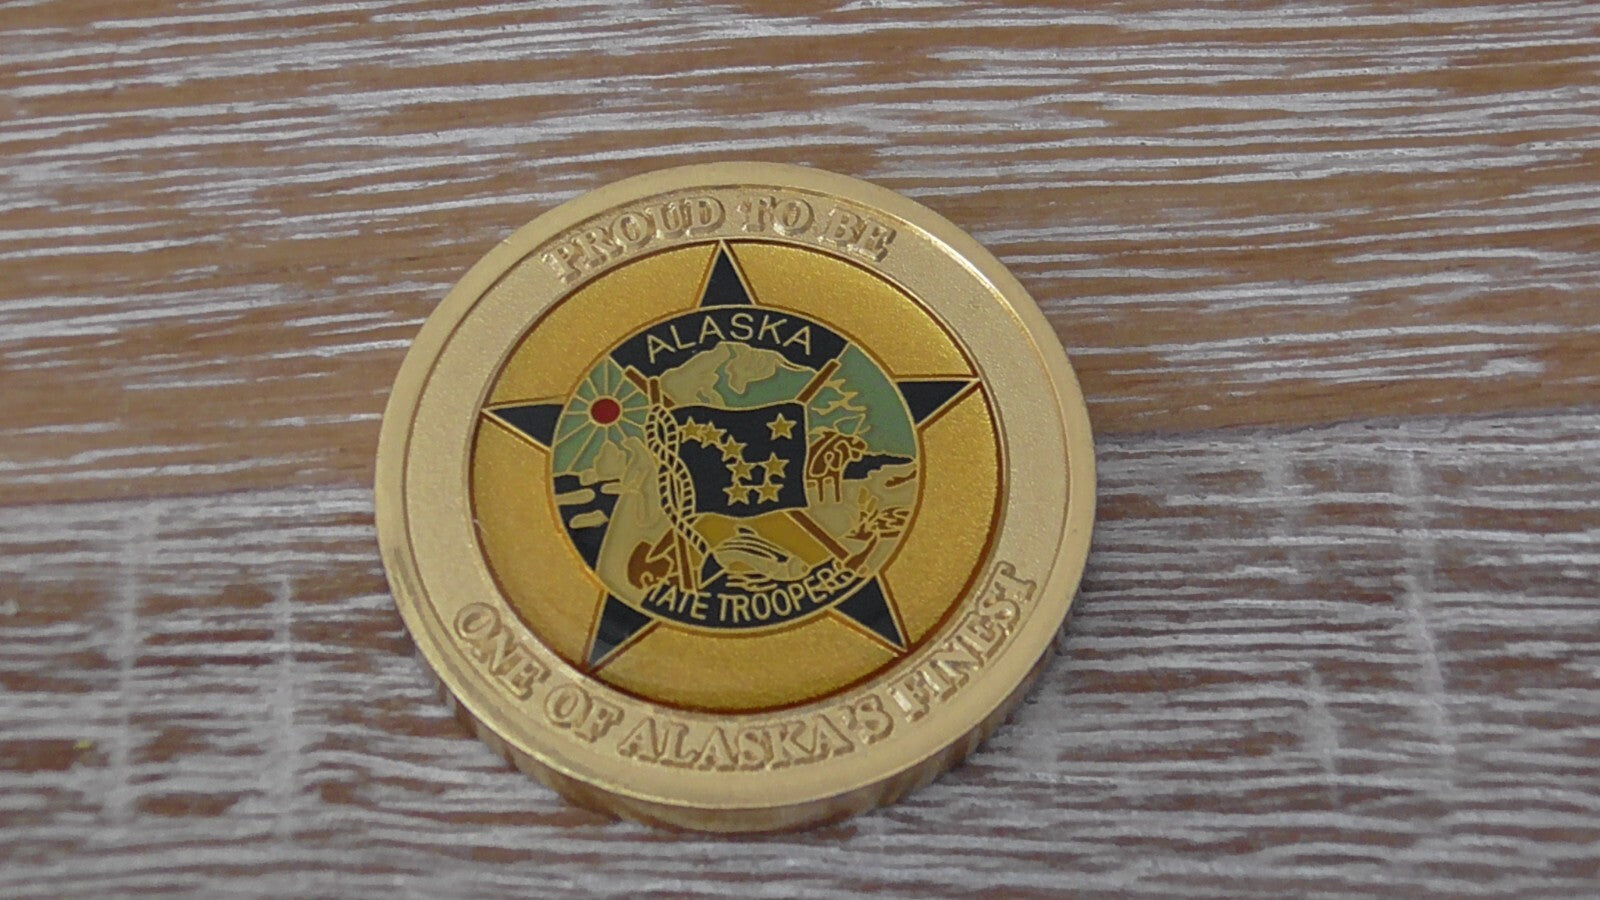 PROUD TO BE
ALASKA
STATE TROOPERS
ONE OF ALASKA'S FINEST